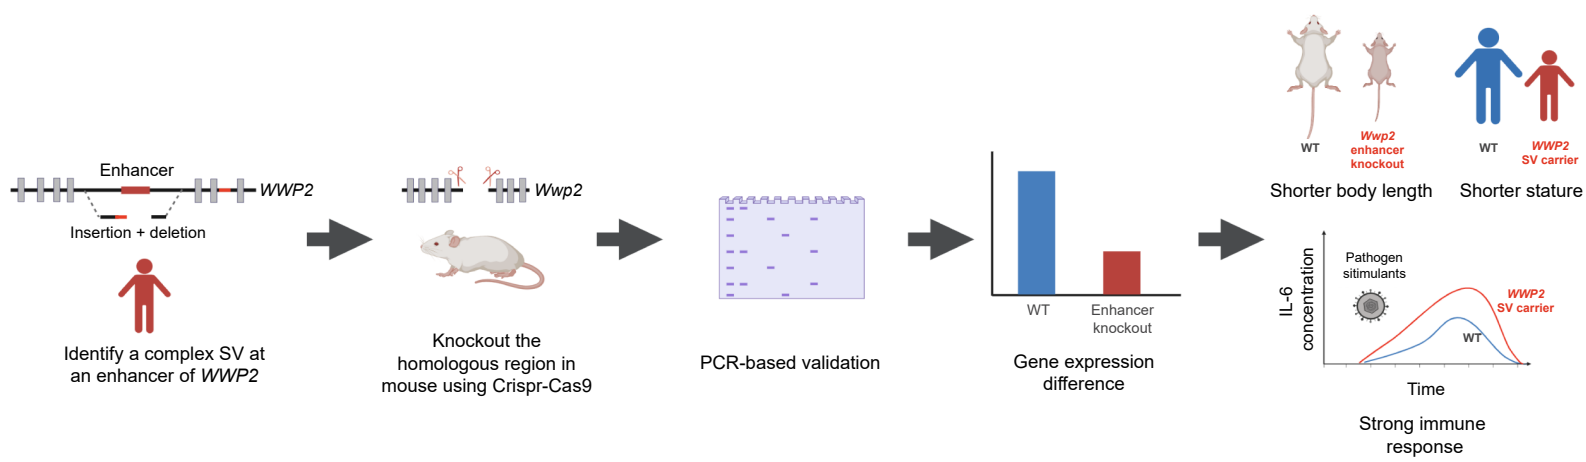 Enhancer
WWP2
Insertion + deletion
Identify a complex SV at
an enhancer of WWP2
Wwp2
Knockout the
homologous region in
mouse using Crispr-Cas9
PCR-based validation
WT
Enhancer
knockout
Gene expression
difference
WT
Wwp2
enhancer
knockout
Shorter body length
WT
WWP2
SV carrier
Shorter stature
IL-6
concentration
Pathogen
sitimulants
WWP2
SV carrier
WT
Time
Strong immune
response